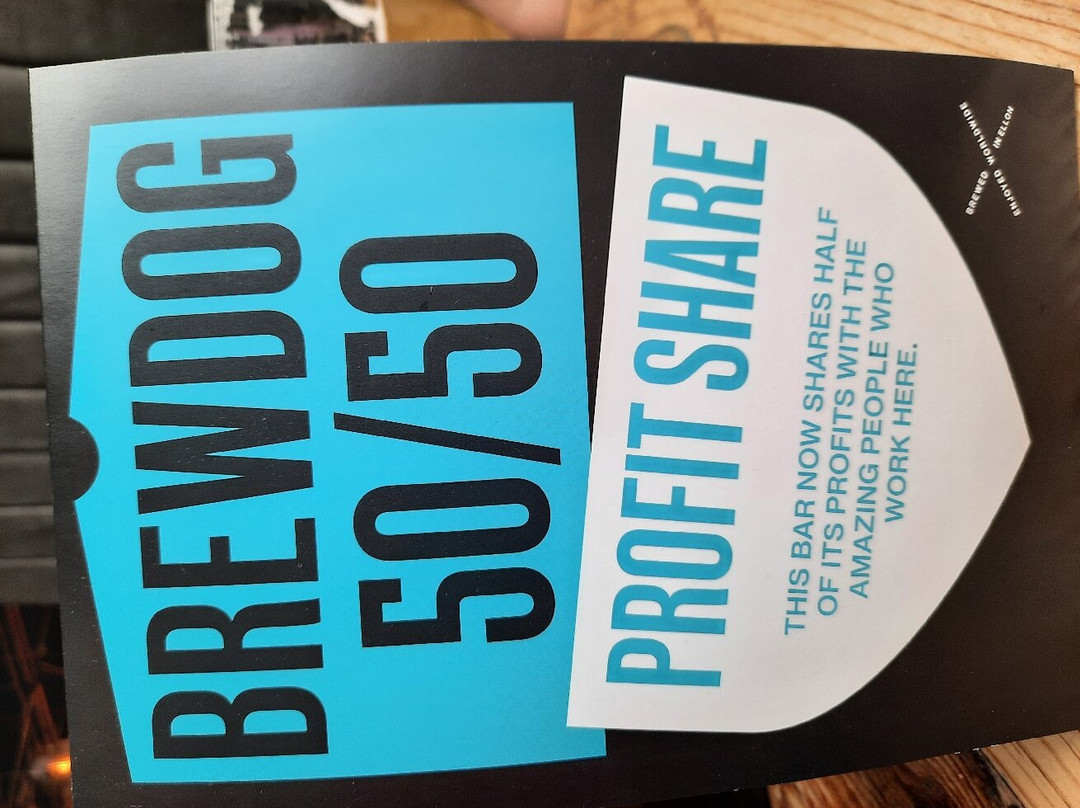 BREWDOG
50/50
PROFIT SHARE
THIS BAR NOW SHARES HALF
OF ITS PROFITS WITH THE
AMAZING PEOPLE WHO
WORK HERE.
BREWED WORLDWIDE
ENJOYED IN ELLON